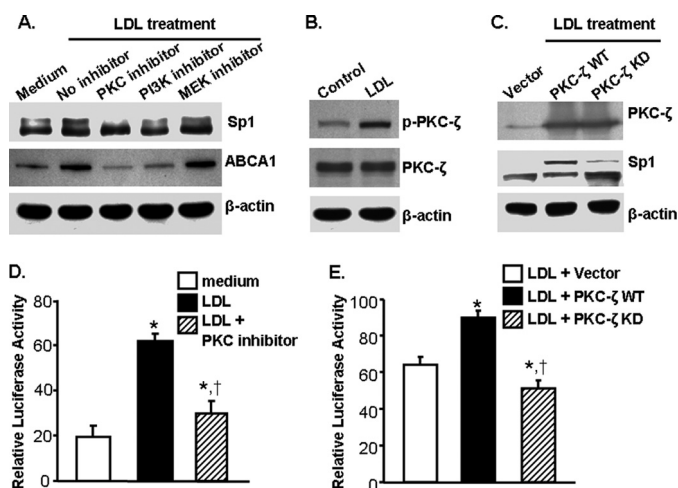 A.
LDL treatment
Medium
No inhibitor
PKC inhibitor
PI3K inhibitor
MEK inhibitor
Sp1
ABCA1
β-actin
B.
Control
LDL
p-PKC-ζ
PKC-ζ
β-actin
C.
LDL treatment
Vector
PKC-ζ WT
PKC-ζ KD
PKC-ζ
Sp1
β-actin
D.
medium
LDL
LDL +
PKC inhibitor
Relative Luciferase Activity
80
60
40
20
0
*
*,†
E.
LDL + Vector
LDL + PKC-ζ WT
LDL + PKC-ζ KD
Relative Luciferase Activity
100
80
60
40
20
0
*
*,†